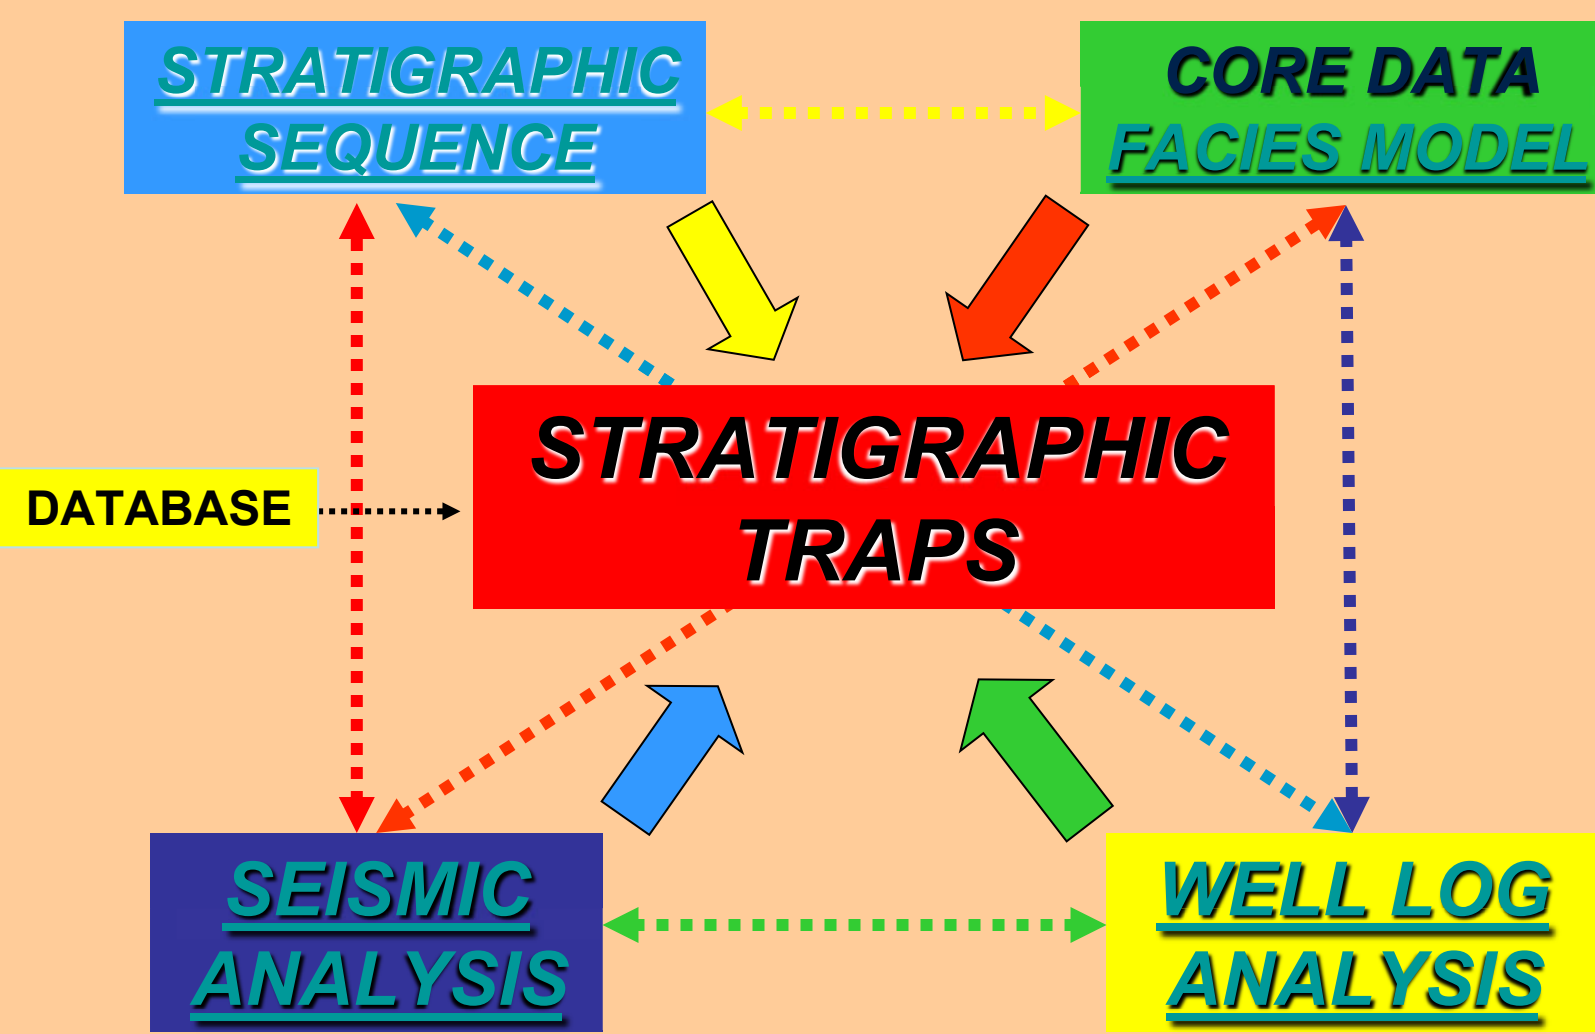 STRATIGRAPHIC
SEQUENCE
CORE DATA
FACIES MODEL
STRATIGRAPHIC
TRAPS
DATABASE
SEISMIC
ANALYSIS
WELL LOG
ANALYSIS